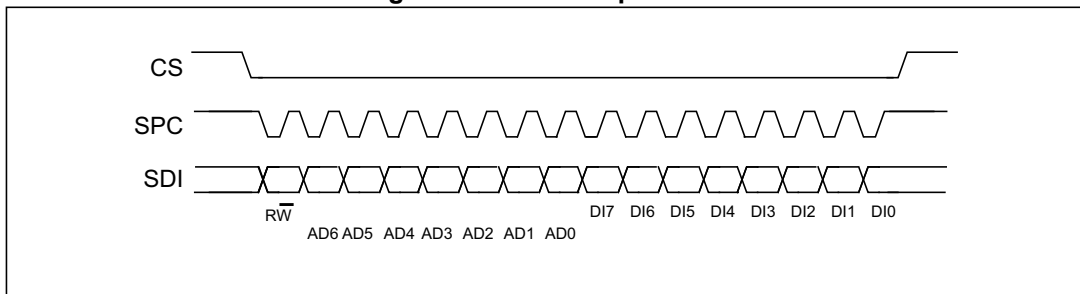 CS
SPC
SDI
RW̅
DI7 DI6 DI5 DI4 DI3 DI2 DI1 DI0
AD6 AD5 AD4 AD3 AD2 AD1 AD0